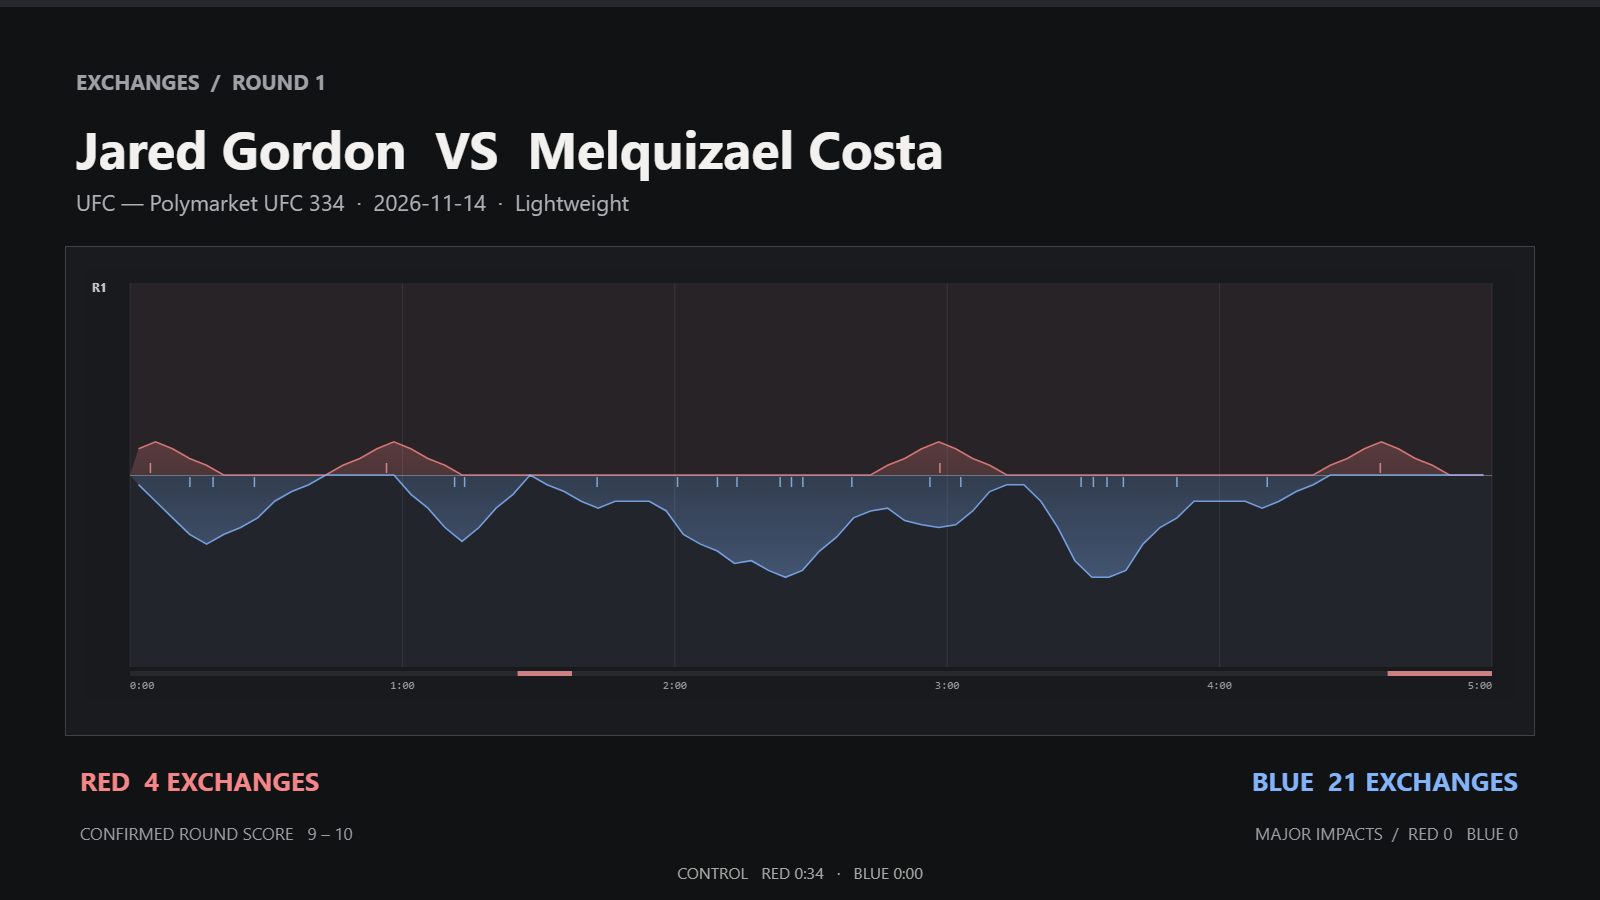 EXCHANGES / ROUND 1
Jared Gordon VS Melquizael Costa
UFC — Polymarket UFC 334 · 2026-11-14 · Lightweight
R1
0:00 1:00 2:00 3:00 4:00 5:00
RED 4 EXCHANGES BLUE 21 EXCHANGES
CONFIRMED ROUND SCORE 9 – 10 MAJOR IMPACTS / RED 0 BLUE 0
CONTROL RED 0:34 · BLUE 0:00